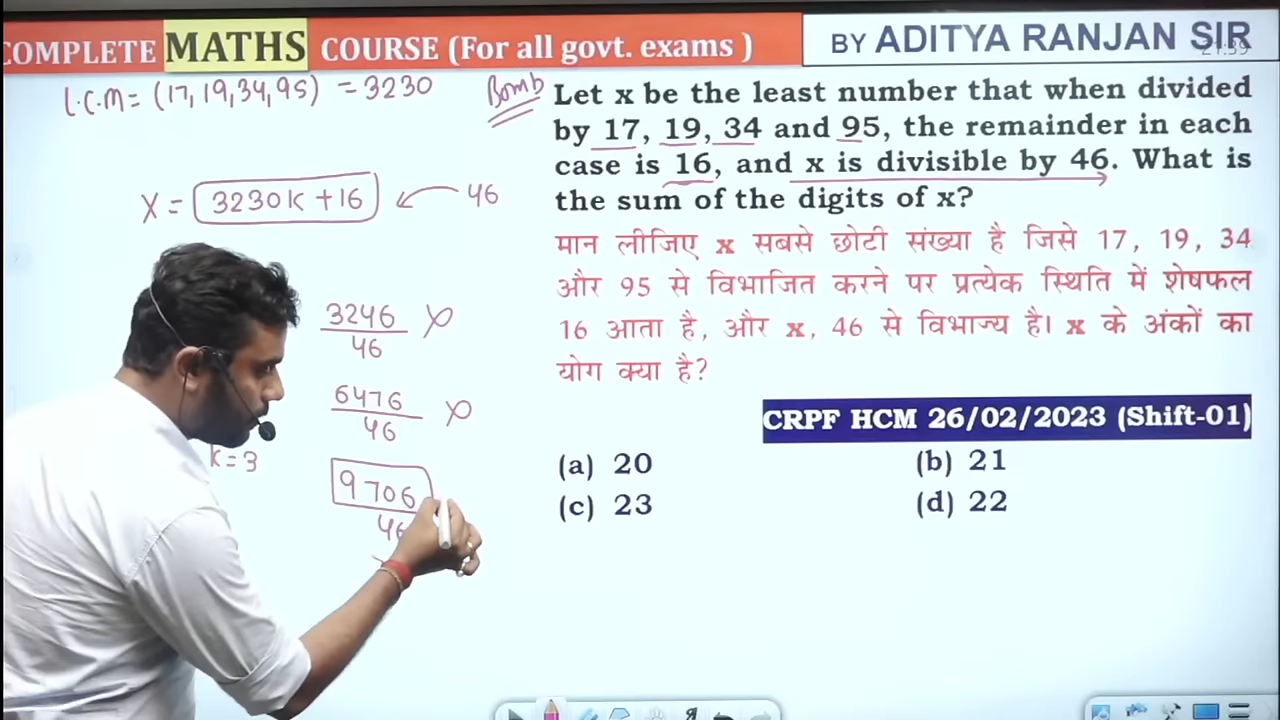 COMPLETE MATHS COURSE (For all govt. exams )
BY ADITYA RANJAN SIR
21:39
L.C.M = (17, 19, 34, 95) = 3230
Bomb
Let x be the least number that when divided
by 17, 19, 34 and 95, the remainder in each
case is 16, and x is divisible by 46. What is
the sum of the digits of x?
X = 3230K + 16
46
मान लीजिए x सबसे छोटी संख्या है जिसे 17, 19, 34
और 95 से विभाजित करने पर प्रत्येक स्थिति में शेषफल
16 आता है, और x, 46 से विभाज्य है। x के अंकों का
योग क्या है?
3246
46
6476
46
K = 3
9706
46
CRPF HCM 26/02/2023 (Shift-01)
(a) 20
(b) 21
(c) 23
(d) 22